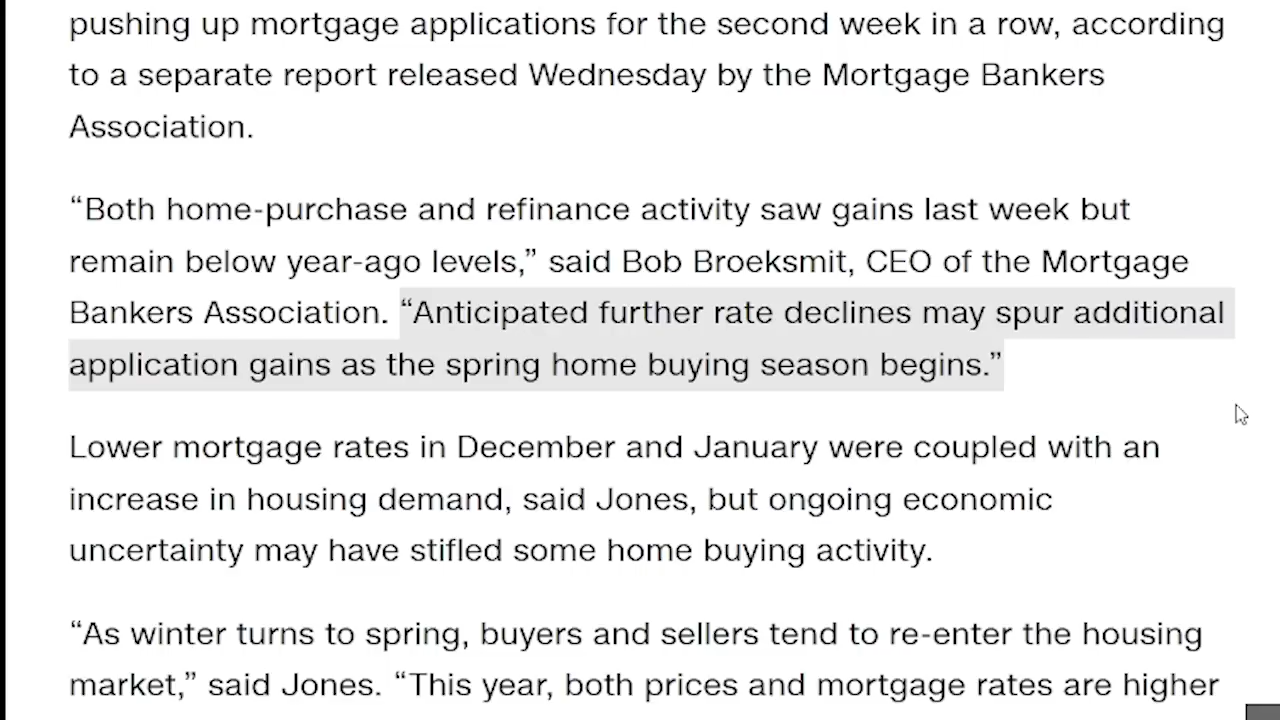 pushing up mortgage applications for the second week in a row, according
to a separate report released Wednesday by the Mortgage Bankers
Association.
“Both home-purchase and refinance activity saw gains last week but
remain below year-ago levels,” said Bob Broeksmit, CEO of the Mortgage
Bankers Association. “Anticipated further rate declines may spur additional
application gains as the spring home buying season begins.”
Lower mortgage rates in December and January were coupled with an
increase in housing demand, said Jones, but ongoing economic
uncertainty may have stifled some home buying activity.
“As winter turns to spring, buyers and sellers tend to re-enter the housing
market,” said Jones. “This year, both prices and mortgage rates are higher